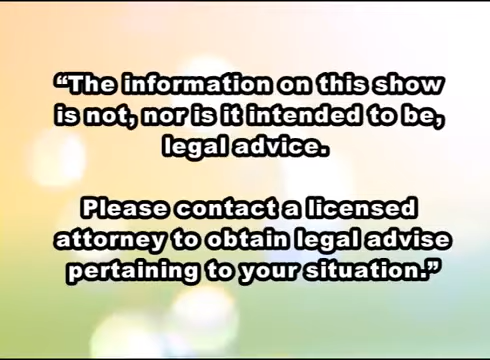 “The information on this show
is not, nor is it intended to be,
legal advice.
Please contact a licensed
attorney to obtain legal advise
pertaining to your situation.”